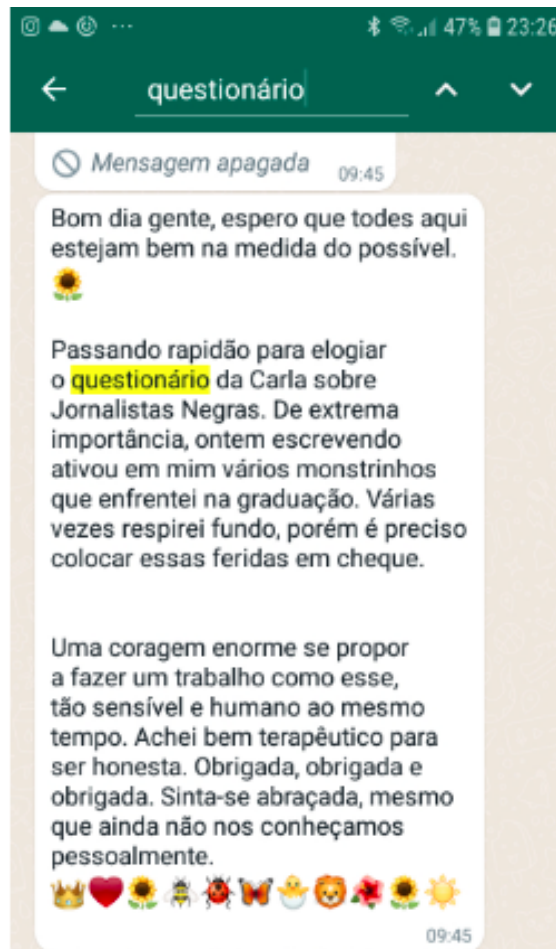 47% 23:26
questionário
Mensagem apagada 09:45
Bom dia gente, espero que todes aqui
estejam bem na medida do possível.
🌻
Passando rapidão para elogiar
o questionário da Carla sobre
Jornalistas Negras. De extrema
importância, ontem escrevendo
ativou em mim vários monstrinhos
que enfrentei na graduação. Várias
vezes respirei fundo, porém é preciso
colocar essas feridas em cheque.
Uma coragem enorme se propor
a fazer um trabalho como esse,
tão sensível e humano ao mesmo
tempo. Achei bem terapêutico para
ser honesta. Obrigada, obrigada e
obrigada. Sinta-se abraçada, mesmo
que ainda não nos conheçamos
pessoalmente.
👑❤️🌻🐝🐞🦋🐣🦁🌺🌻☀️
09:45